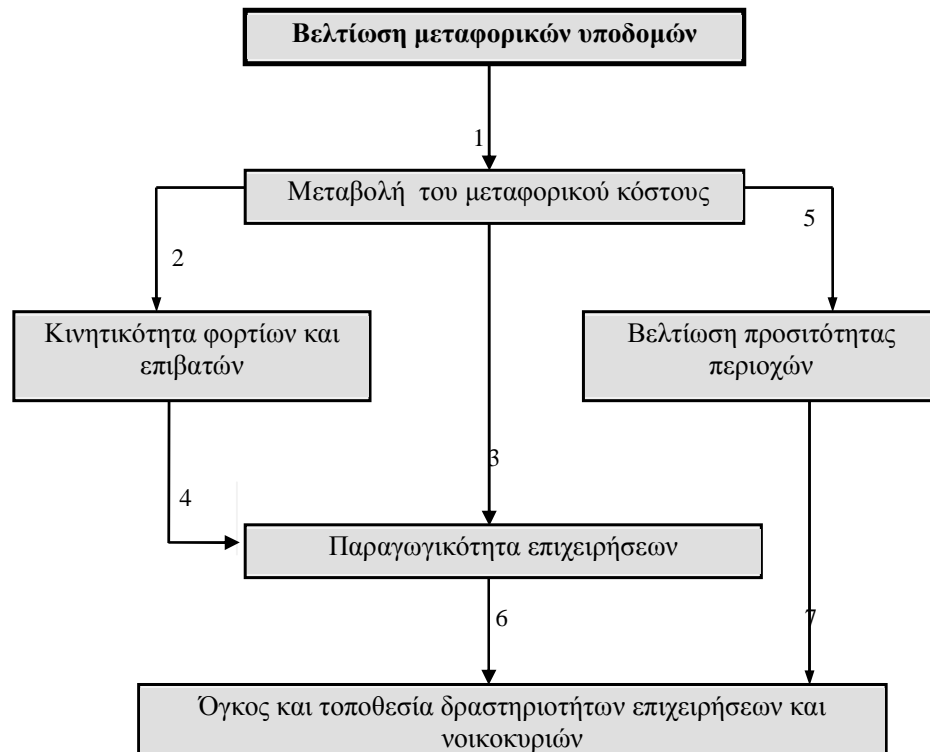 Βελτίωση μεταφορικών υποδομών
1
Μεταβολή του μεταφορικού κόστους
5
2
Κινητικότητα φορτίων και
επιβατών
Βελτίωση προσιτότητας
περιοχών
3
4
Παραγωγικότητα επιχειρήσεων
6
7
Όγκος και τοποθεσία δραστηριοτήτων επιχειρήσεων και
νοικοκυριών